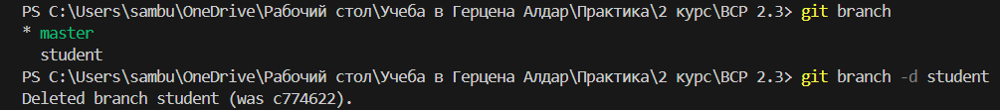 PS C:\Users\sambu\OneDrive\Рабочий стол\Учеба в Герцена Алдар\Практика\2 курс\ВСР 2.3> git branch
* master
  student
PS C:\Users\sambu\OneDrive\Рабочий стол\Учеба в Герцена Алдар\Практика\2 курс\ВСР 2.3> git branch -d student
Deleted branch student (was c774622).